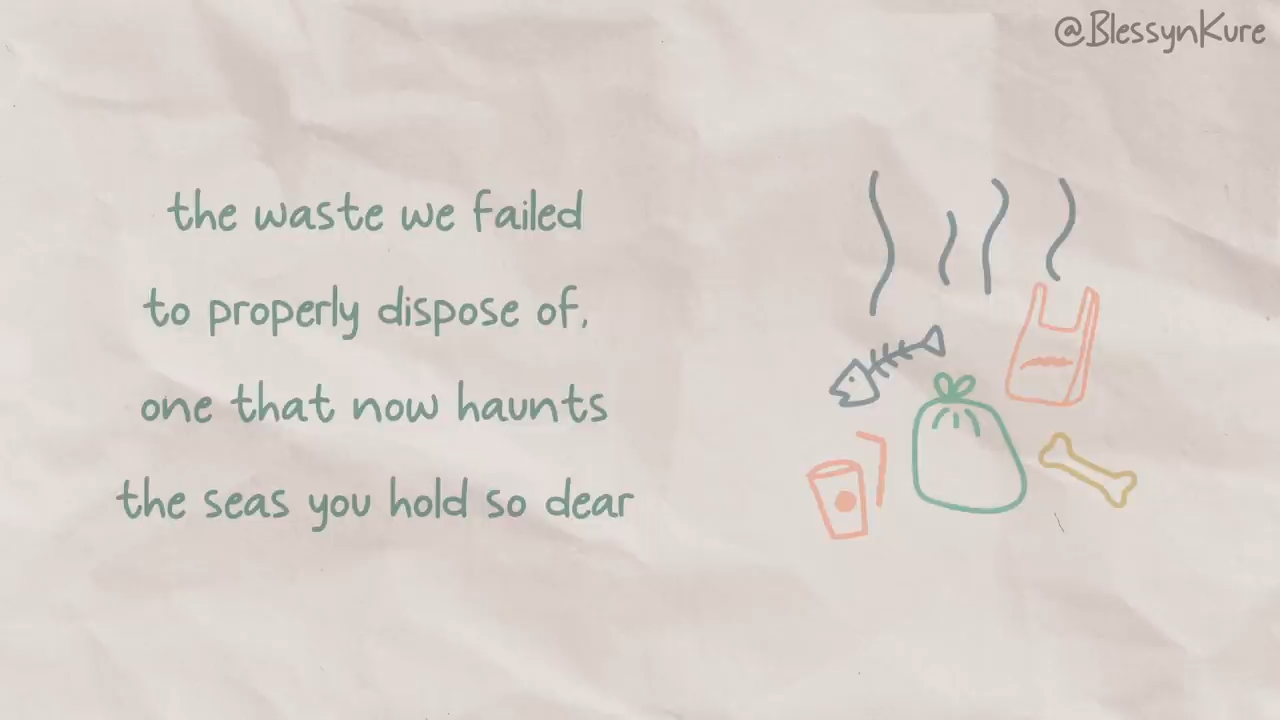 @BlessynKure
the waste we failed
to properly dispose of,
one that now haunts
the seas you hold so dear